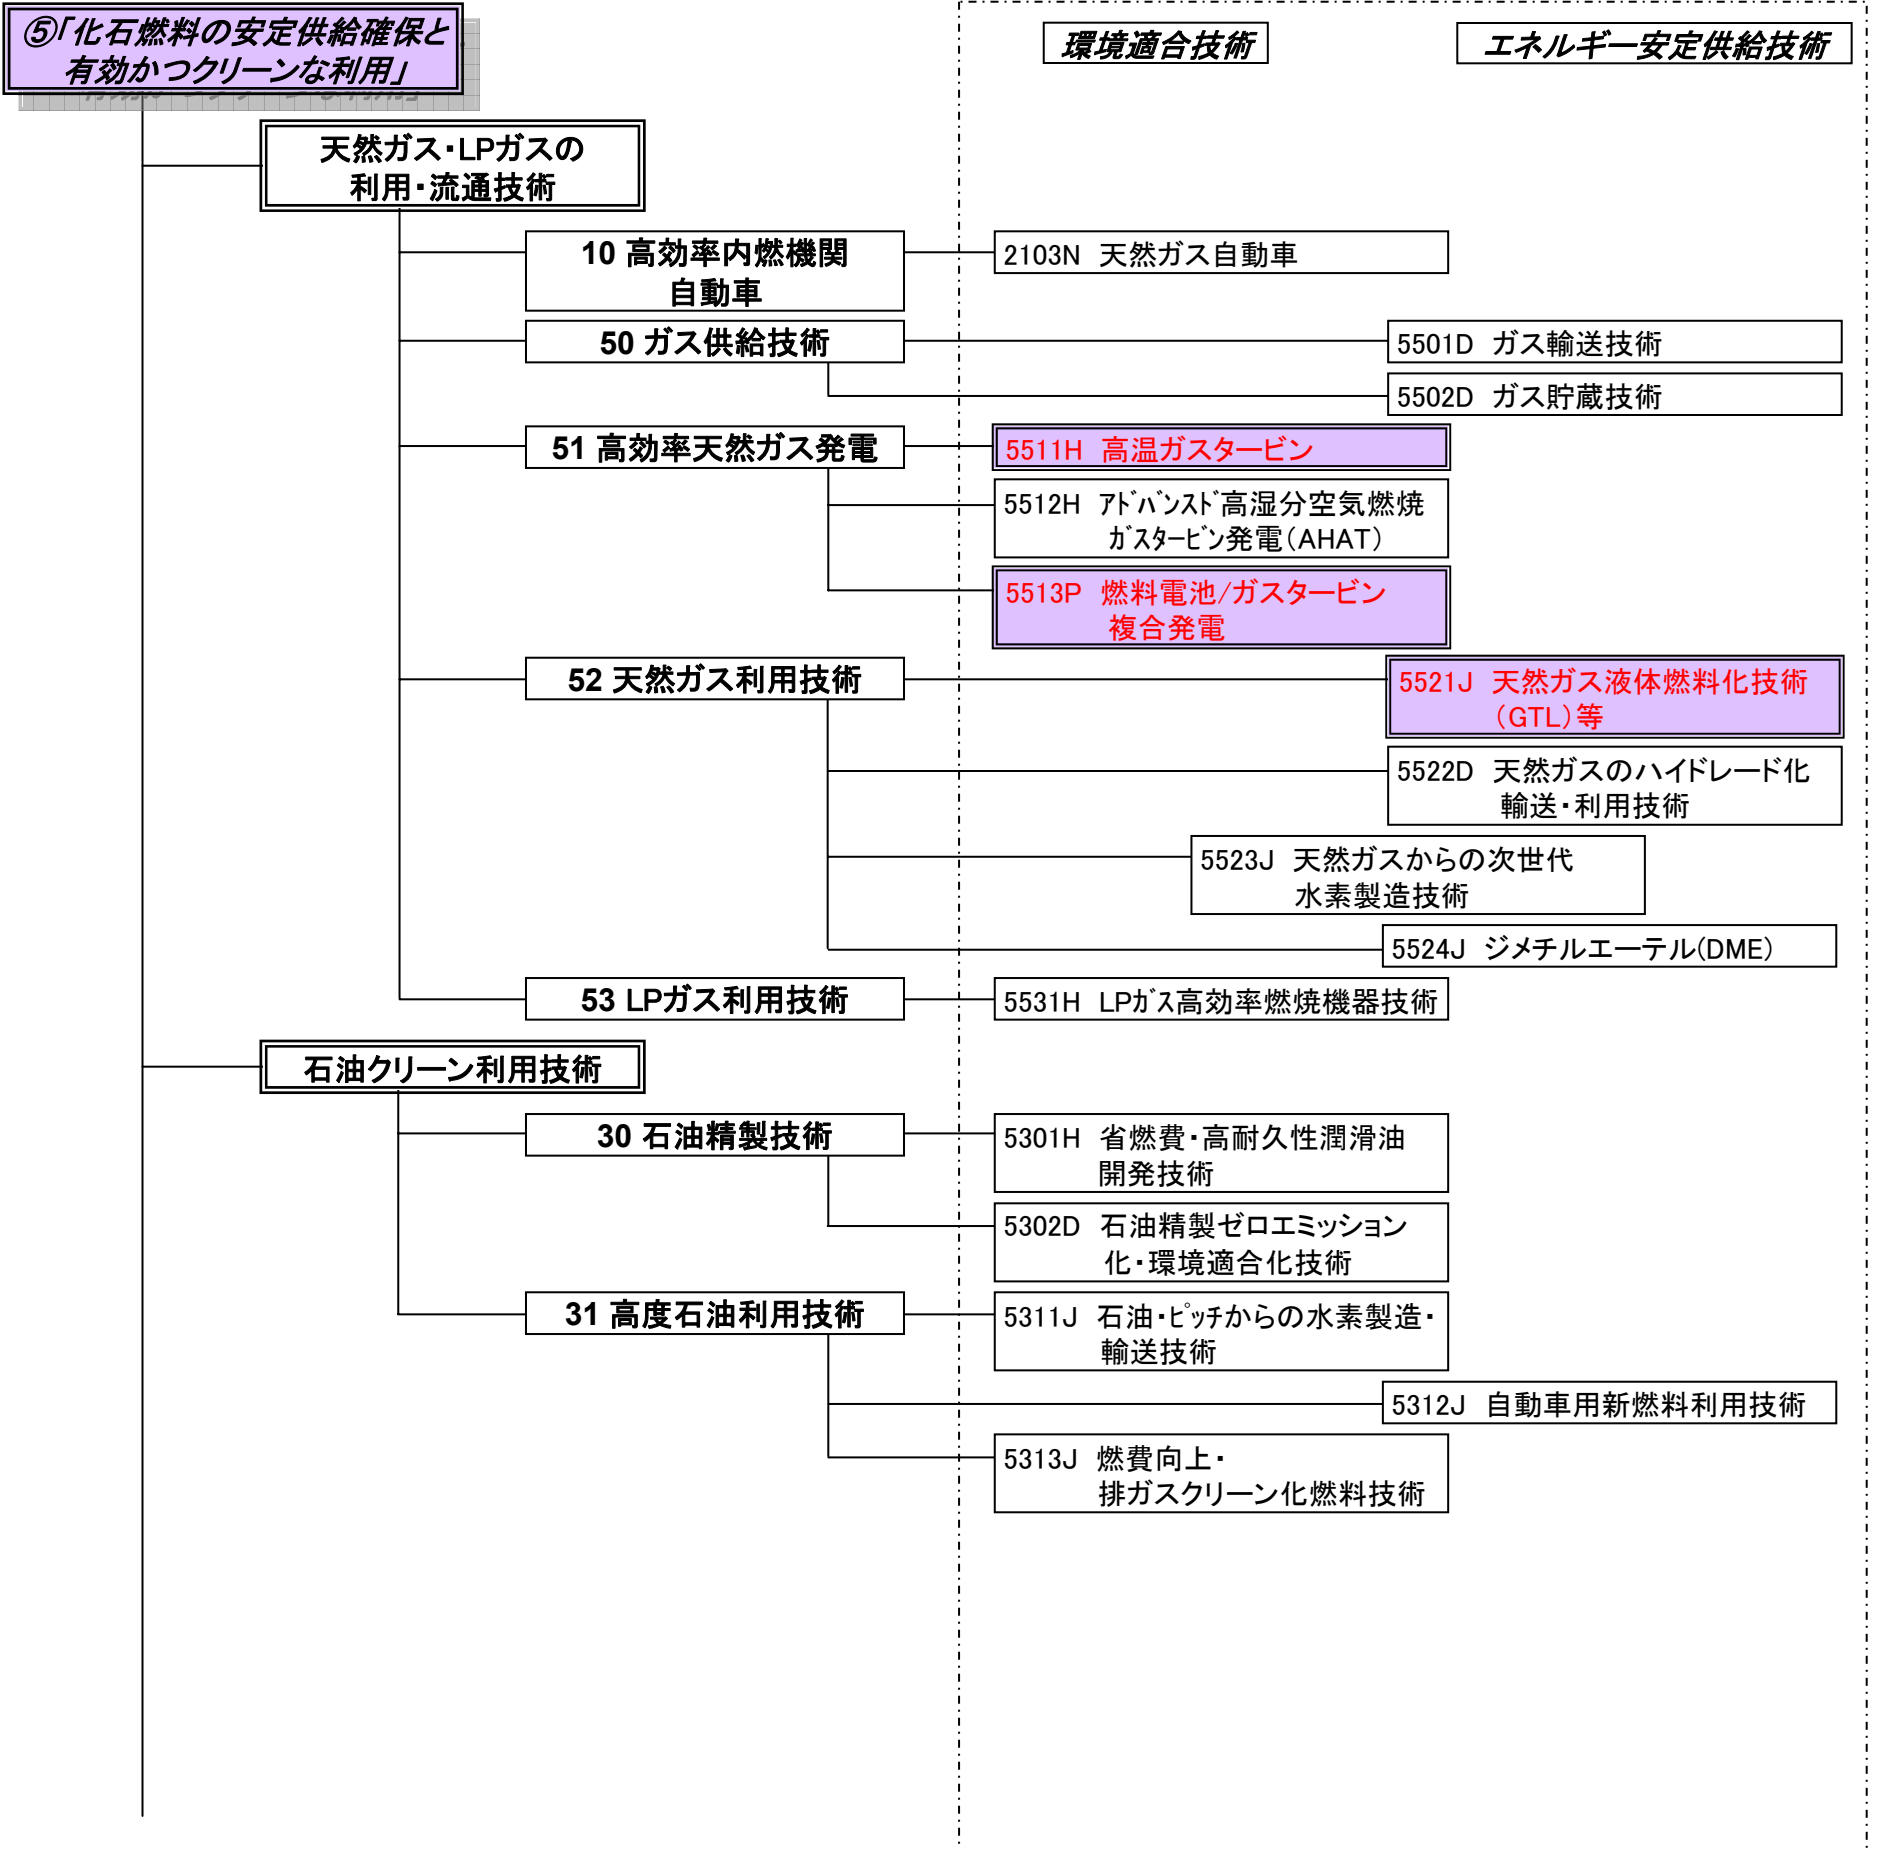 ⑤「化石燃料の安定供給確保と
有効かつクリーンな利用」
環境適合技術
エネルギー安定供給技術
天然ガス・LPガスの
利用・流通技術
10 高効率内燃機関
自動車
2103N 天然ガス自動車
50 ガス供給技術
5501D ガス輸送技術
5502D ガス貯蔵技術
51 高効率天然ガス発電
5511H 高温ガスタービン
5512H ｱﾄﾞﾊﾞﾝｽﾄﾞ高湿分空気燃焼
ｶﾞｽﾀｰﾋﾞﾝ発電（AHAT）
5513P 燃料電池/ガスタービン
複合発電
52 天然ガス利用技術
5521J 天然ガス液体燃料化技術
（GTL）等
5522D 天然ガスのハイドレード化
輸送・利用技術
5523J 天然ガスからの次世代
水素製造技術
5524J ジメチルエーテル(DME)
53 LPガス利用技術
5531H LPｶﾞｽ高効率燃焼機器技術
石油クリーン利用技術
30 石油精製技術
5301H 省燃費・高耐久性潤滑油
開発技術
5302D 石油精製ゼロエミッション
化・環境適合化技術
31 高度石油利用技術
5311J 石油・ﾋﾟｯﾁからの水素製造・
輸送技術
5312J 自動車用新燃料利用技術
5313J 燃費向上・
排ガスクリーン化燃料技術